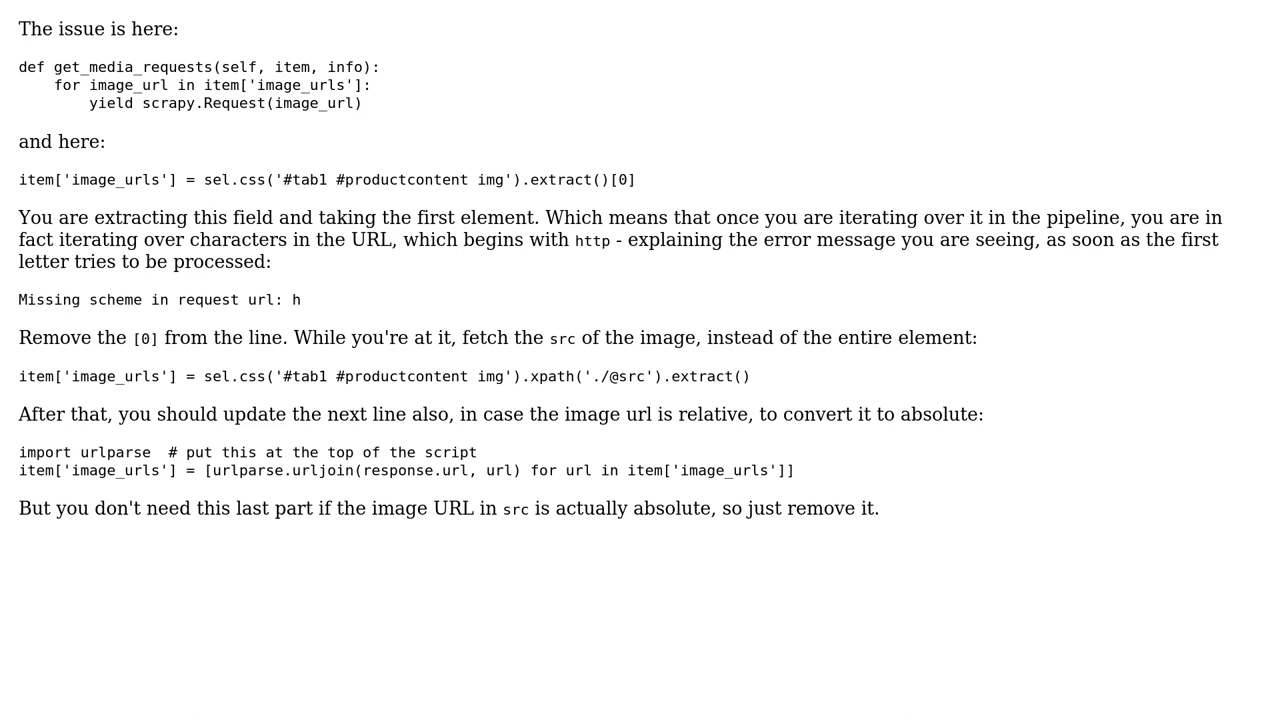 The issue is here:
def get_media_requests(self, item, info):
    for image_url in item['image_urls']:
        yield scrapy.Request(image_url)
and here:
item['image_urls'] = sel.css('#tab1 #productcontent img').extract()[0]
You are extracting this field and taking the first element. Which means that once you are iterating over it in the pipeline, you are in
fact iterating over characters in the URL, which begins with http - explaining the error message you are seeing, as soon as the first
letter tries to be processed:
Missing scheme in request url: h
Remove the [0] from the line. While you're at it, fetch the src of the image, instead of the entire element:
item['image_urls'] = sel.css('#tab1 #productcontent img').xpath('./@src').extract()
After that, you should update the next line also, in case the image url is relative, to convert it to absolute:
import urlparse  # put this at the top of the script
item['image_urls'] = [urlparse.urljoin(response.url, url) for url in item['image_urls']]
But you don't need this last part if the image URL in src is actually absolute, so just remove it.